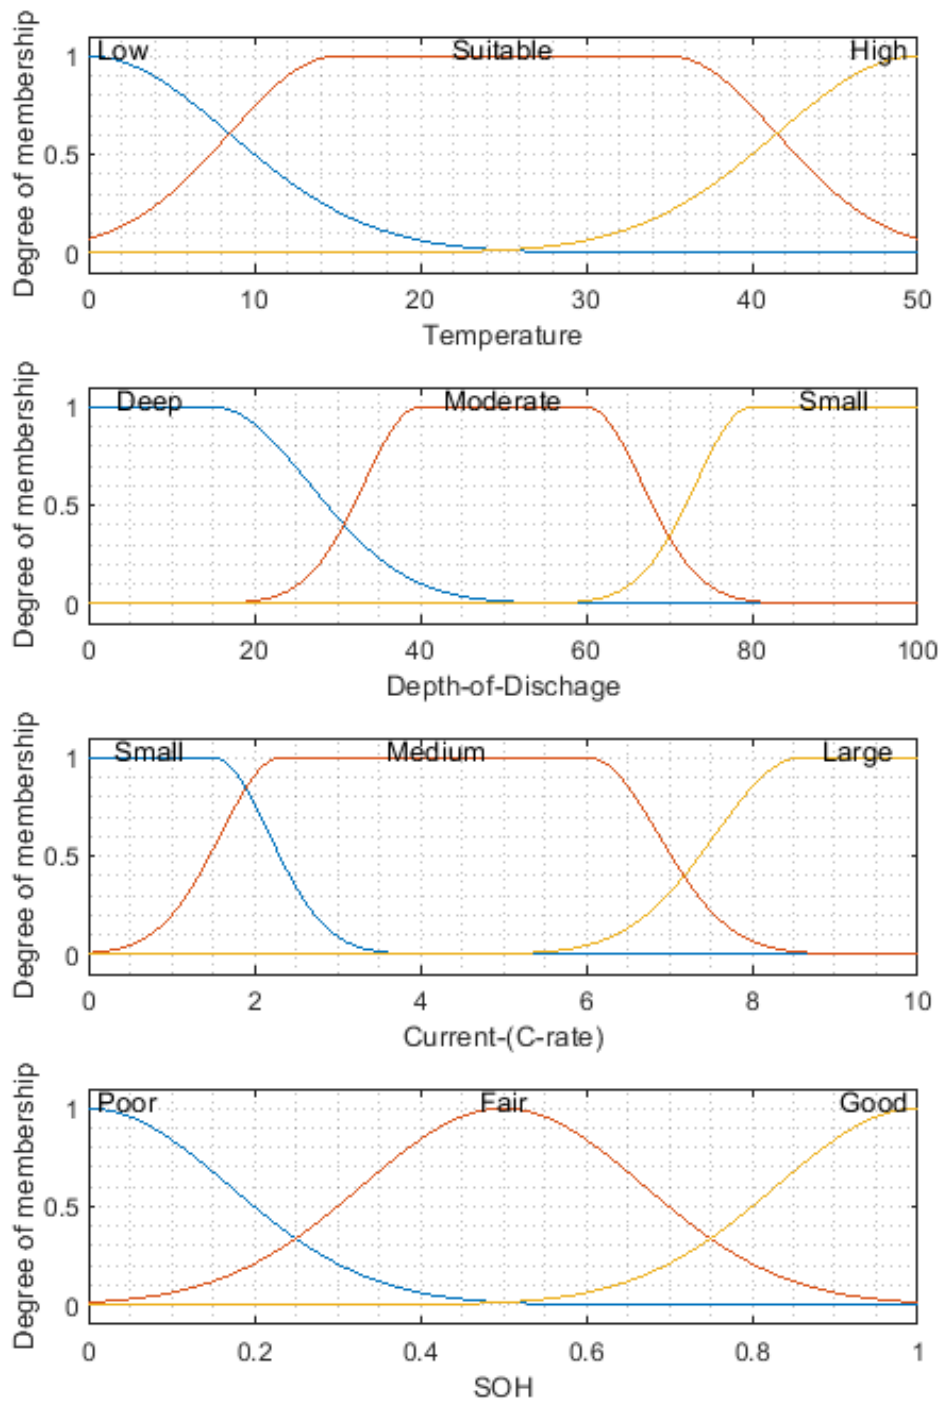 Degree of membership
1
0.5
0
Low
Suitable
High
0 10 20 30 40 50
Temperature
Degree of membership
1
0.5
0
Deep
Moderate
Small
0 20 40 60 80 100
Depth-of-Dischage
Degree of membership
1
0.5
0
Small
Medium
Large
0 2 4 6 8 10
Current-(C-rate)
Degree of membership
1
0.5
0
Poor
Fair
Good
0 0.2 0.4 0.6 0.8 1
SOH